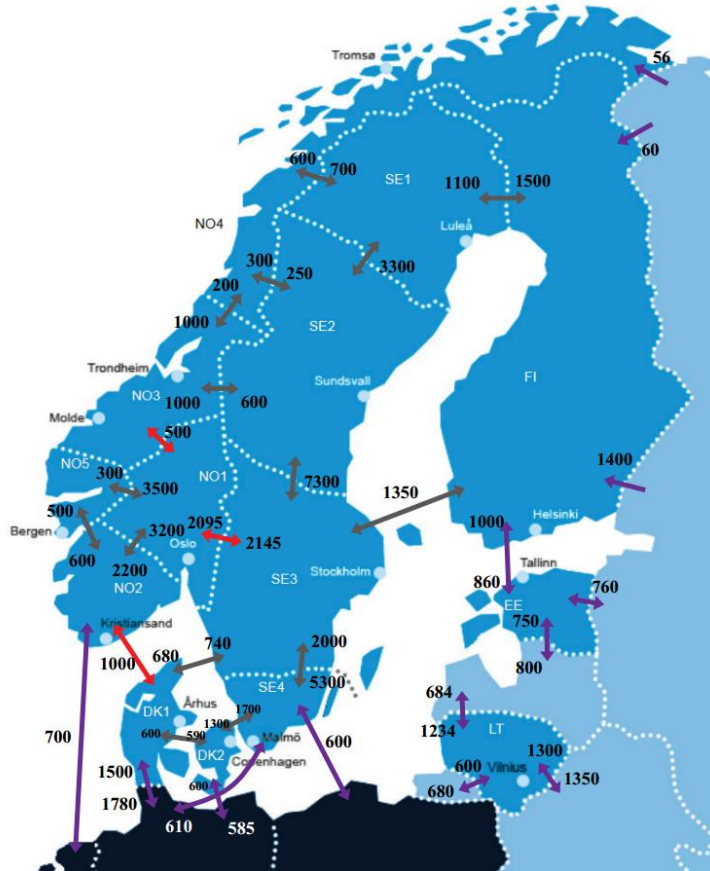 Tromsø
56
60
600
700
SE1
1100
1500
NO4
Luleå
300
250
3300
200
1000
SE2
Trondheim
FI
Sundsvall
NO3
1000
600
Molde
500
NO5
NO1
300
3500
7300
1350
1400
500
3200
2095
1000
Helsinki
Bergen
Oslo
2145
600
2200
SE3
Stockholm
Tallinn
860
NO2
EE
760
750
Kristiansand
740
2000
680
800
1000
SE4
5300
684
DK1
Århus
1700
1300
1234
LT
700
600
590
Malmö
DK2
600
1300
Copenhagen
1500
600
Vilnius
1350
1780
600
680
610
585